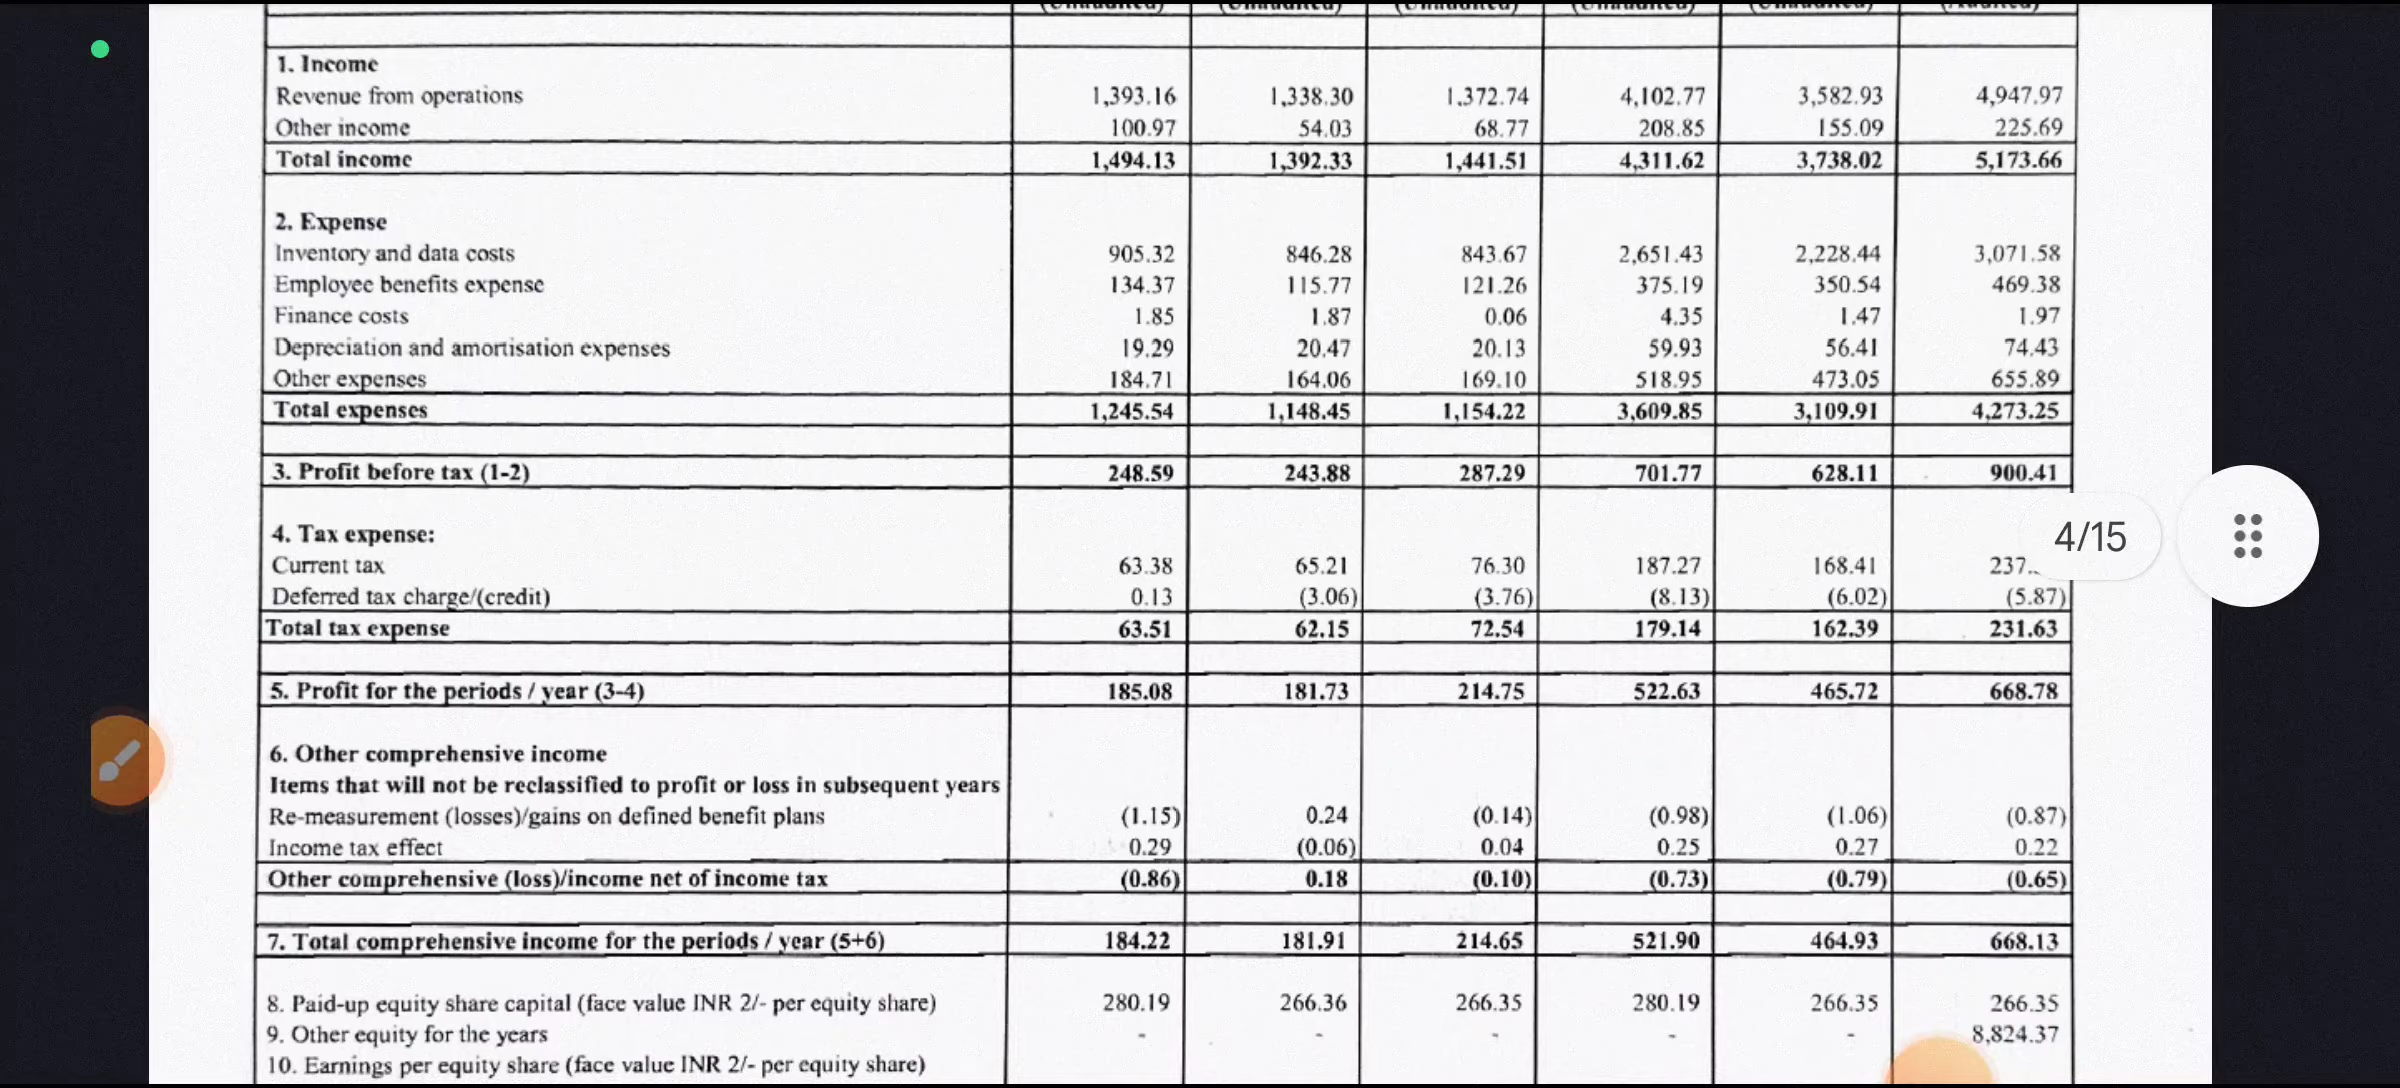 1. Income
Revenue from operations 1,393.16 1,338.30 1,372.74 4,102.77 3,582.93 4,947.97
Other income 100.97 54.03 68.77 208.85 155.09 225.69
Total income 1,494.13 1,392.33 1,441.51 4,311.62 3,738.02 5,173.66
2. Expense
Inventory and data costs 905.32 846.28 843.67 2,651.43 2,228.44 3,071.58
Employee benefits expense 134.37 115.77 121.26 375.19 350.54 469.38
Finance costs 1.85 1.87 0.06 4.35 1.47 1.97
Depreciation and amortisation expenses 19.29 20.47 20.13 59.93 56.41 74.43
Other expenses 184.71 164.06 169.10 518.95 473.05 655.89
Total expenses 1,245.54 1,148.45 1,154.22 3,609.85 3,109.91 4,273.25
3. Profit before tax (1-2) 248.59 243.88 287.29 701.77 628.11 900.41
4. Tax expense:
4/15
Current tax 63.38 65.21 76.30 187.27 168.41 237.
Deferred tax charge/(credit) 0.13 (3.06) (3.76) (8.13) (6.02) (5.87)
Total tax expense 63.51 62.15 72.54 179.14 162.39 231.63
5. Profit for the periods / year (3-4) 185.08 181.73 214.75 522.63 465.72 668.78
6. Other comprehensive income
Items that will not be reclassified to profit or loss in subsequent years
Re-measurement (losses)/gains on defined benefit plans (1.15) 0.24 (0.14) (0.98) (1.06) (0.87)
Income tax effect 0.29 (0.06) 0.04 0.25 0.27 0.22
Other comprehensive (loss)/income net of income tax (0.86) 0.18 (0.10) (0.73) (0.79) (0.65)
7. Total comprehensive income for the periods / year (5+6) 184.22 181.91 214.65 521.90 464.93 668.13
8. Paid-up equity share capital (face value INR 2/- per equity share) 280.19 266.36 266.35 280.19 266.35 266.35
9. Other equity for the years - - - - - 8,824.37
10. Earnings per equity share (face value INR 2/- per equity share)